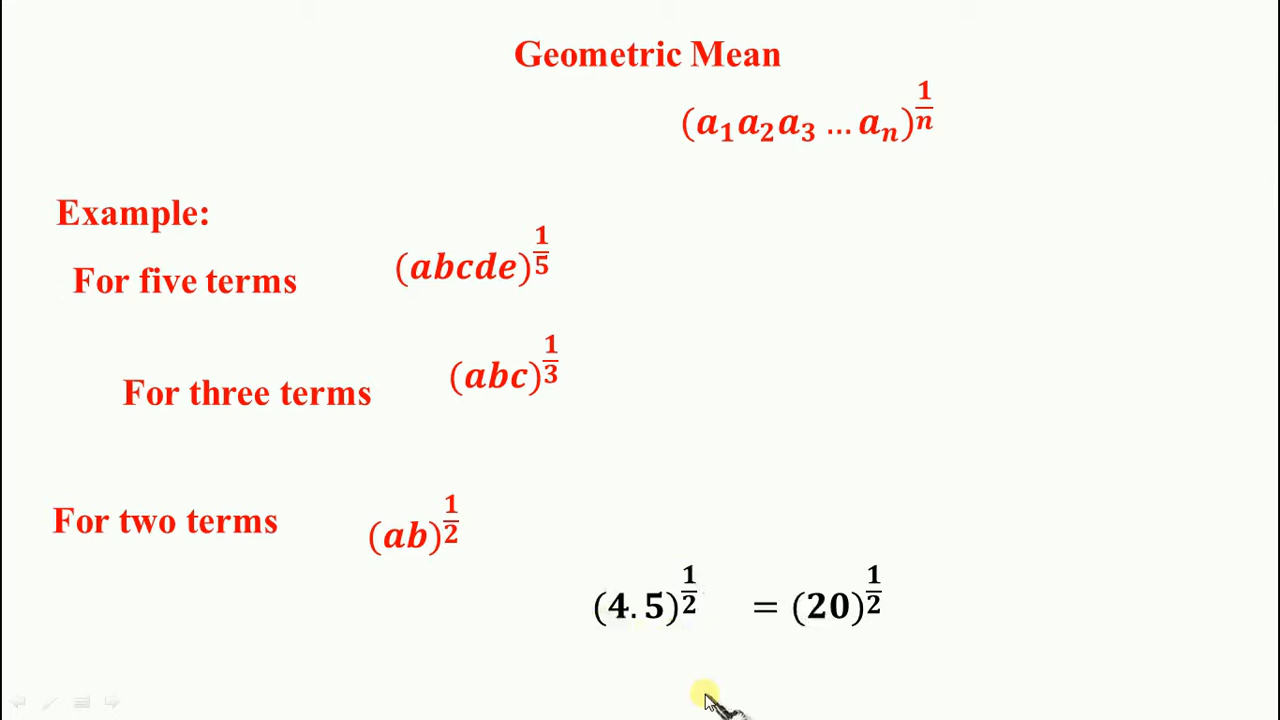 Geometric Mean
(a₁a₂a₃ … aₙ)^(1/n)
Example:
For five terms (abcde)^(1/5)
For three terms (abc)^(1/3)
For two terms (ab)^(1/2)
(4.5)^(1/2) = (20)^(1/2)